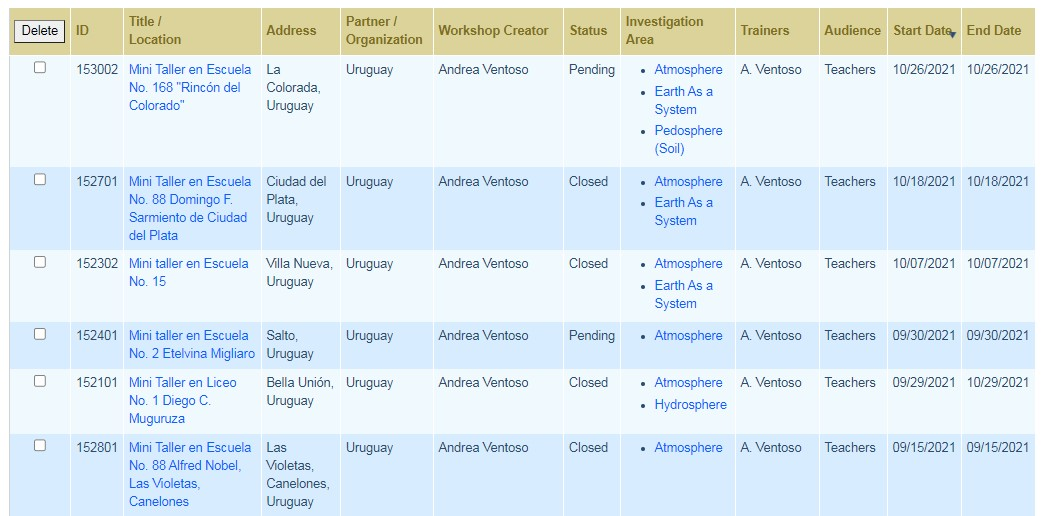 Delete
ID
Title /
Location
Address
Partner /
Organization
Workshop Creator
Status
Investigation
Area
Trainers
Audience
Start Date
End Date
153002
Mini Taller en Escuela
No. 168 "Rincón del
Colorado"
La
Colorada,
Uruguay
Uruguay
Andrea Ventoso
Pending
Atmosphere
Earth As a
System
Pedosphere
(Soil)
A. Ventoso
Teachers
10/26/2021
10/26/2021
152701
Mini Taller en Escuela
No. 88 Domingo F.
Sarmiento de Ciudad
del Plata
Ciudad del
Plata,
Uruguay
Uruguay
Andrea Ventoso
Closed
Atmosphere
Earth As a
System
A. Ventoso
Teachers
10/18/2021
10/18/2021
152302
Mini taller en Escuela
No. 15
Villa Nueva,
Uruguay
Uruguay
Andrea Ventoso
Closed
Atmosphere
Earth As a
System
A. Ventoso
Teachers
10/07/2021
10/07/2021
152401
Mini taller en Escuela
No. 2 Etelvina Migliaro
Salto,
Uruguay
Uruguay
Andrea Ventoso
Pending
Atmosphere
A. Ventoso
Teachers
09/30/2021
09/30/2021
152101
Mini Taller en Liceo
No. 1 Diego C.
Muguruza
Bella Unión,
Uruguay
Uruguay
Andrea Ventoso
Closed
Atmosphere
Hydrosphere
A. Ventoso
Teachers
09/29/2021
10/29/2021
152801
Mini Taller en Escuela
No. 88 Alfred Nobel,
Las Violetas,
Canelones
Las
Violetas,
Canelones,
Uruguay
Uruguay
Andrea Ventoso
Closed
Atmosphere
A. Ventoso
Teachers
09/15/2021
09/15/2021